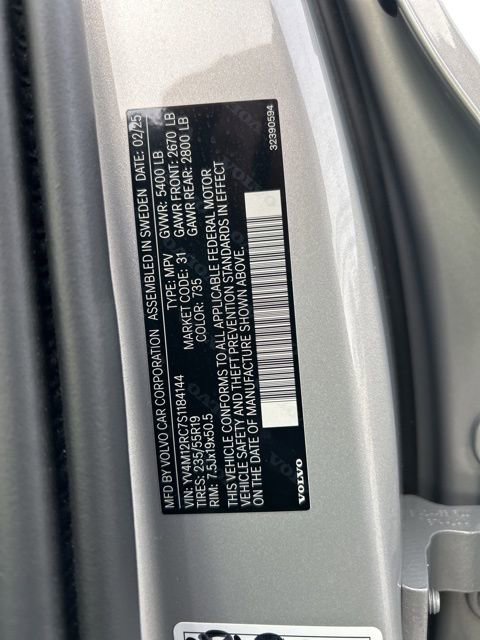 MFD BY VOLVO CAR CORPORATION ASSEMBLED IN SWEDEN DATE: 02/25
GVWR: 5400 LB
VIN: YV4M12RC7S1184144 TYPE: MPV GAWR FRONT: 2670 LB
TIRES: 235/55R19 MARKET CODE: 31 GAWR REAR: 2800 LB
RIM: 7.5Jx19x50.5 COLOR: 735
THIS VEHICLE CONFORMS TO ALL APPLICABLE FEDERAL MOTOR
VEHICLE SAFETY AND THEFT PREVENTION STANDARDS IN EFFECT
ON THE DATE OF MANUFACTURE SHOWN ABOVE.
VOLVO
32390594